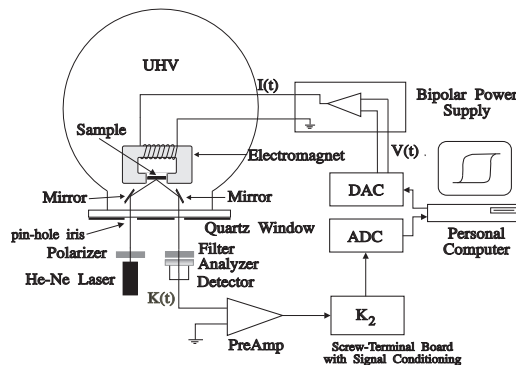 UHV
I(t)
Bipolar Power
Supply
Sample
Electromagnet
V(t)
Mirror
Mirror
DAC
Quartz Window
pin-hole iris
ADC
Personal
Computer
Polarizer
Filter
Analyzer
He-Ne Laser
Detector
K(t)
K2
PreAmp
Screw-Terminal Board
with Signal Conditioning